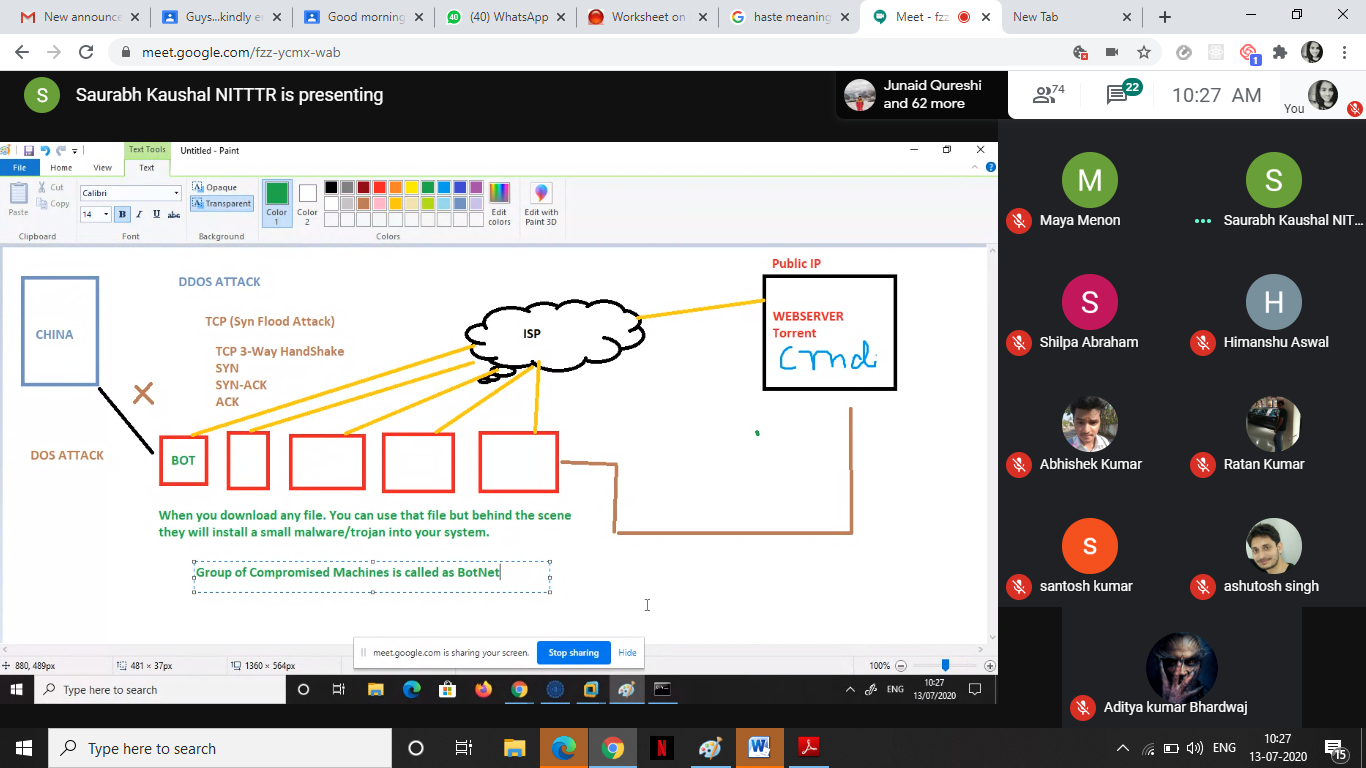 New announce
Guys...kindly e
Good morning
(40) WhatsApp
Worksheet on
haste meaning
Meet - fzz
New Tab
meet.google.com/fzz-ycmx-wab
1
S
Saurabh Kaushal NITTTR is presenting
Junaid Qureshi
and 62 more
74
22
10:27 AM
You
Text Tools
Untitled - Paint
File
Home
View
Text
Paste
Cut
Copy
Clipboard
Calibri
14
B
I
U
abc
Font
A Opaque
A Transparent
Background
Color
1
Color
2
Edit
colors
Colors
Edit with
Paint 3D
CHINA
DDOS ATTACK
TCP (Syn Flood Attack)
TCP 3-Way HandShake
SYN
SYN-ACK
ACK
DOS ATTACK
BOT
ISP
Public IP
WEBSERVER
Torrent
cmd
When you download any file. You can use that file but behind the scene
they will install a small malware/trojan into your system.
Group of Compromised Machines is called as BotNet
meet.google.com is sharing your screen.
Stop sharing
Hide
880, 489px
481 × 37px
1360 × 564px
100%
Type here to search
ENG
10:27
13/07/2020
M
Maya Menon
S
Saurabh Kaushal NIT...
S
Shilpa Abraham
H
Himanshu Aswal
Abhishek Kumar
Ratan Kumar
s
santosh kumar
ashutosh singh
Aditya kumar Bhardwaj
Type here to search
N
W
ENG
10:27
13-07-2020
15